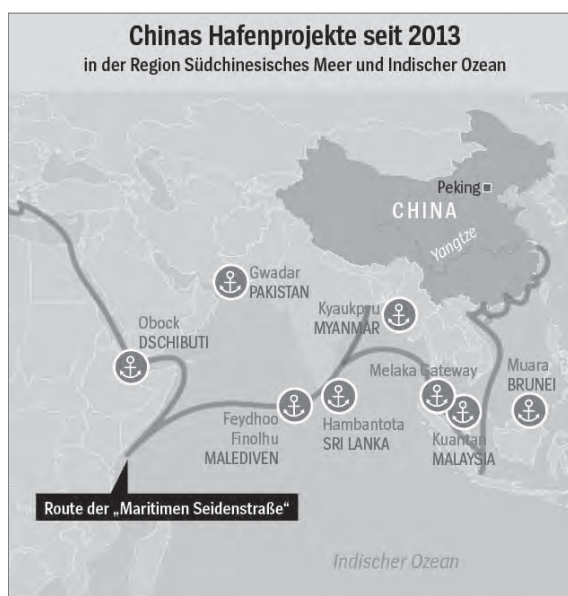 Chinas Hafenprojekte seit 2013
in der Region Südchinesisches Meer und Indischer Ozean
Peking
CHINA
Yangtze
Gwadar
PAKISTAN
Kyaukpyu
MYANMAR
Obock
DSCHIBUTI
Melaka Gateway
Muara
BRUNEI
Feydhoo
Finolhu
MALEDIVEN
Hambantota
SRI LANKA
Kuantan
MALAYSIA
Route der „Maritimen Seidenstraße“
Indischer Ozean